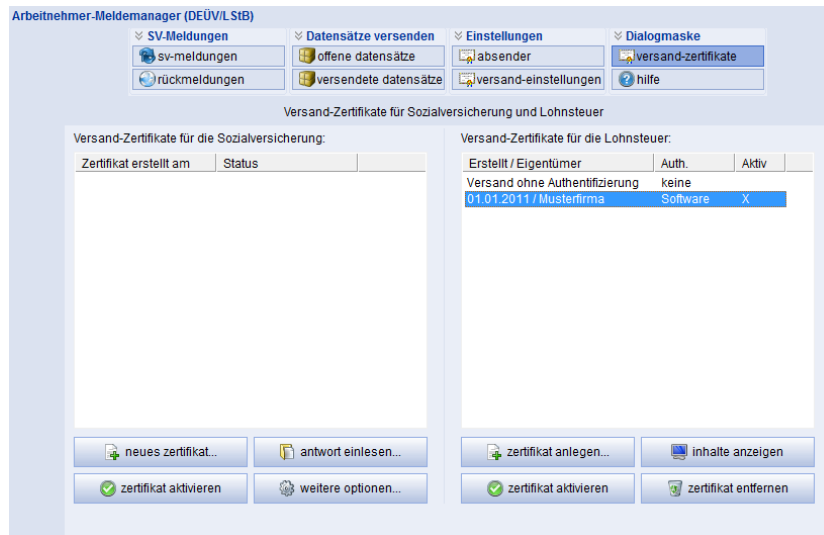 Arbeitnehmer-Meldemanager (DEÜV/LStB)
SV-Meldungen
Datensätze versenden
Einstellungen
Dialogmaske
sv-meldungen
offene datensätze
absender
versand-zertifikate
rückmeldungen
versendete datensätze
versand-einstellungen
hilfe
Versand-Zertifikate für Sozialversicherung und Lohnsteuer
Versand-Zertifikate für die Sozialversicherung:
Zertifikat erstellt am Status
neues zertifikat...
antwort einlesen...
zertifikat aktivieren
weitere optionen...
Versand-Zertifikate für die Lohnsteuer:
Erstellt / Eigentümer Auth. Aktiv
Versand ohne Authentifizierung keine
01.01.2011 / Musterfirma Software X
zertifikat anlegen...
inhalte anzeigen
zertifikat aktivieren
zertifikat entfernen